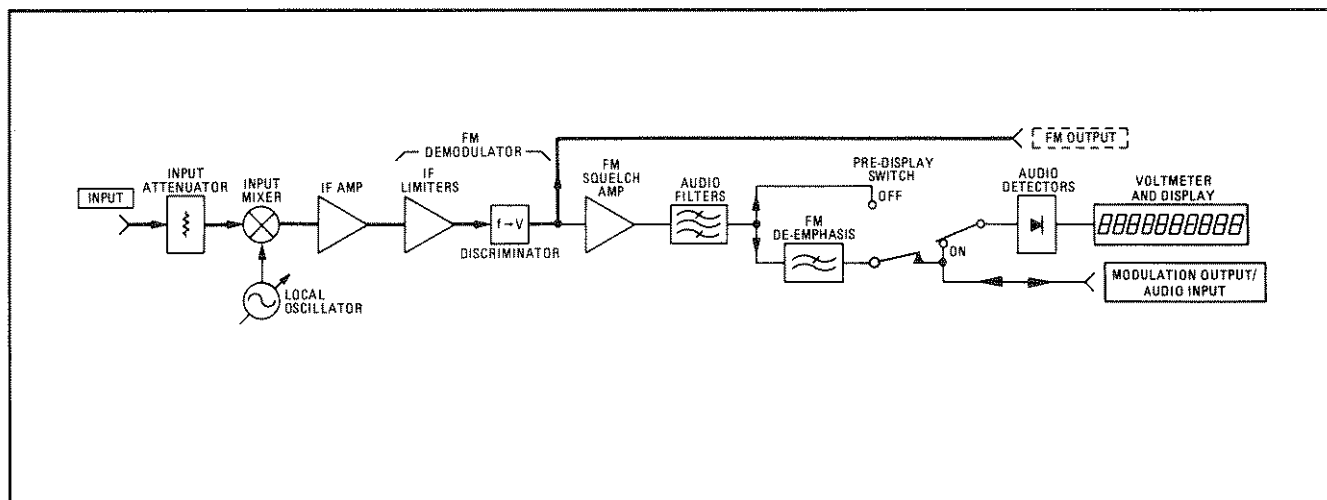 INPUT
INPUT
ATTENUATOR
INPUT
MIXER
LOCAL
OSCILLATOR
IF AMP
FM
DEMODULATOR
IF
LIMITERS
f→V
DISCRIMINATOR
FM
SQUELCH
AMP
AUDIO
FILTERS
FM
DE-EMPHASIS
PRE-DISPLAY
SWITCH
OFF
ON
FM OUTPUT
AUDIO
DETECTORS
VOLTMETER
AND DISPLAY
8888888888
MODULATION OUTPUT/
AUDIO INPUT